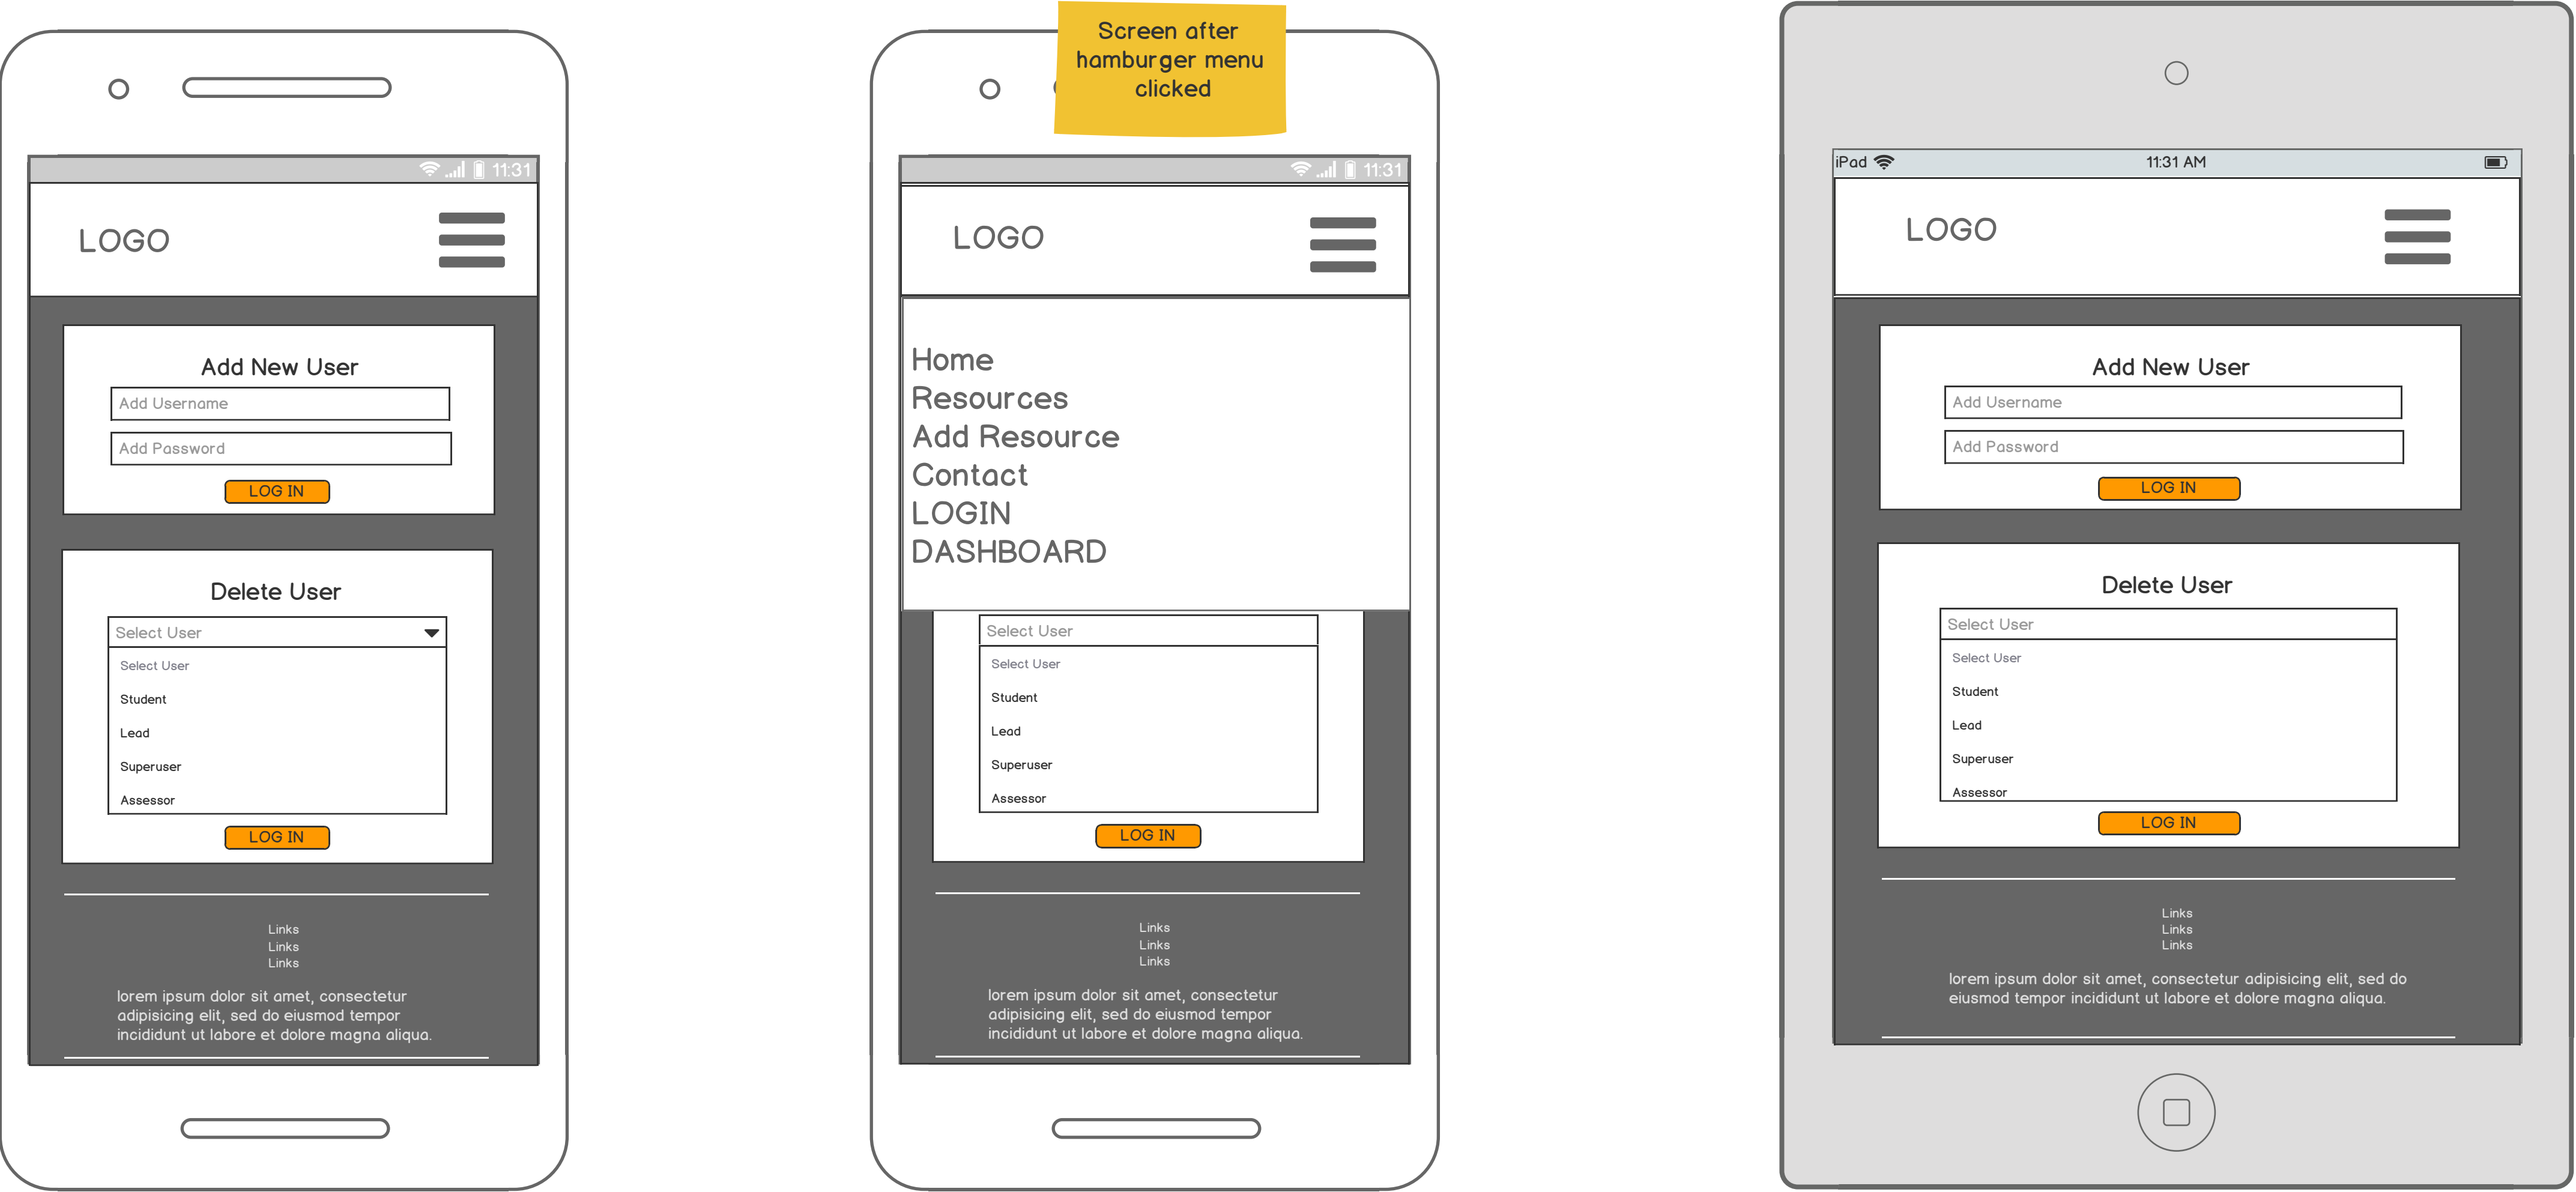 11:31
LOGO
Add New User
Add Username
Add Password
LOG IN
Delete User
Select User
Select User
Student
Lead
Superuser
Assessor
LOG IN
Links
Links
Links
lorem ipsum dolor sit amet, consectetur
adipisicing elit, sed do eiusmod tempor
incididunt ut labore et dolore magna aliqua.
Screen after
hamburger menu
clicked
11:31
LOGO
Home
Resources
Add Resource
Contact
LOGIN
DASHBOARD
Select User
Select User
Student
Lead
Superuser
Assessor
LOG IN
Links
Links
Links
lorem ipsum dolor sit amet, consectetur
adipisicing elit, sed do eiusmod tempor
incididunt ut labore et dolore magna aliqua.
iPad 11:31 AM
LOGO
Add New User
Add Username
Add Password
LOG IN
Delete User
Select User
Select User
Student
Lead
Superuser
Assessor
LOG IN
Links
Links
Links
lorem ipsum dolor sit amet, consectetur adipisicing elit, sed do
eiusmod tempor incididunt ut labore et dolore magna aliqua.